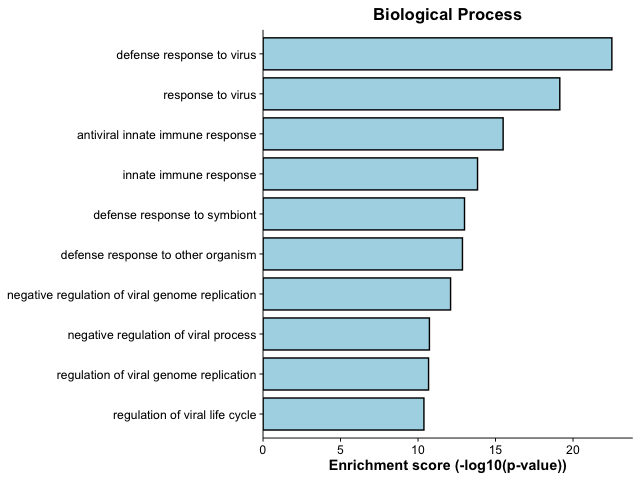 Biological Process
defense response to virus
response to virus
antiviral innate immune response
innate immune response
defense response to symbiont
defense response to other organism
negative regulation of viral genome replication
negative regulation of viral process
regulation of viral genome replication
regulation of viral life cycle
0 5 10 15 20
Enrichment score (-log10(p-value))